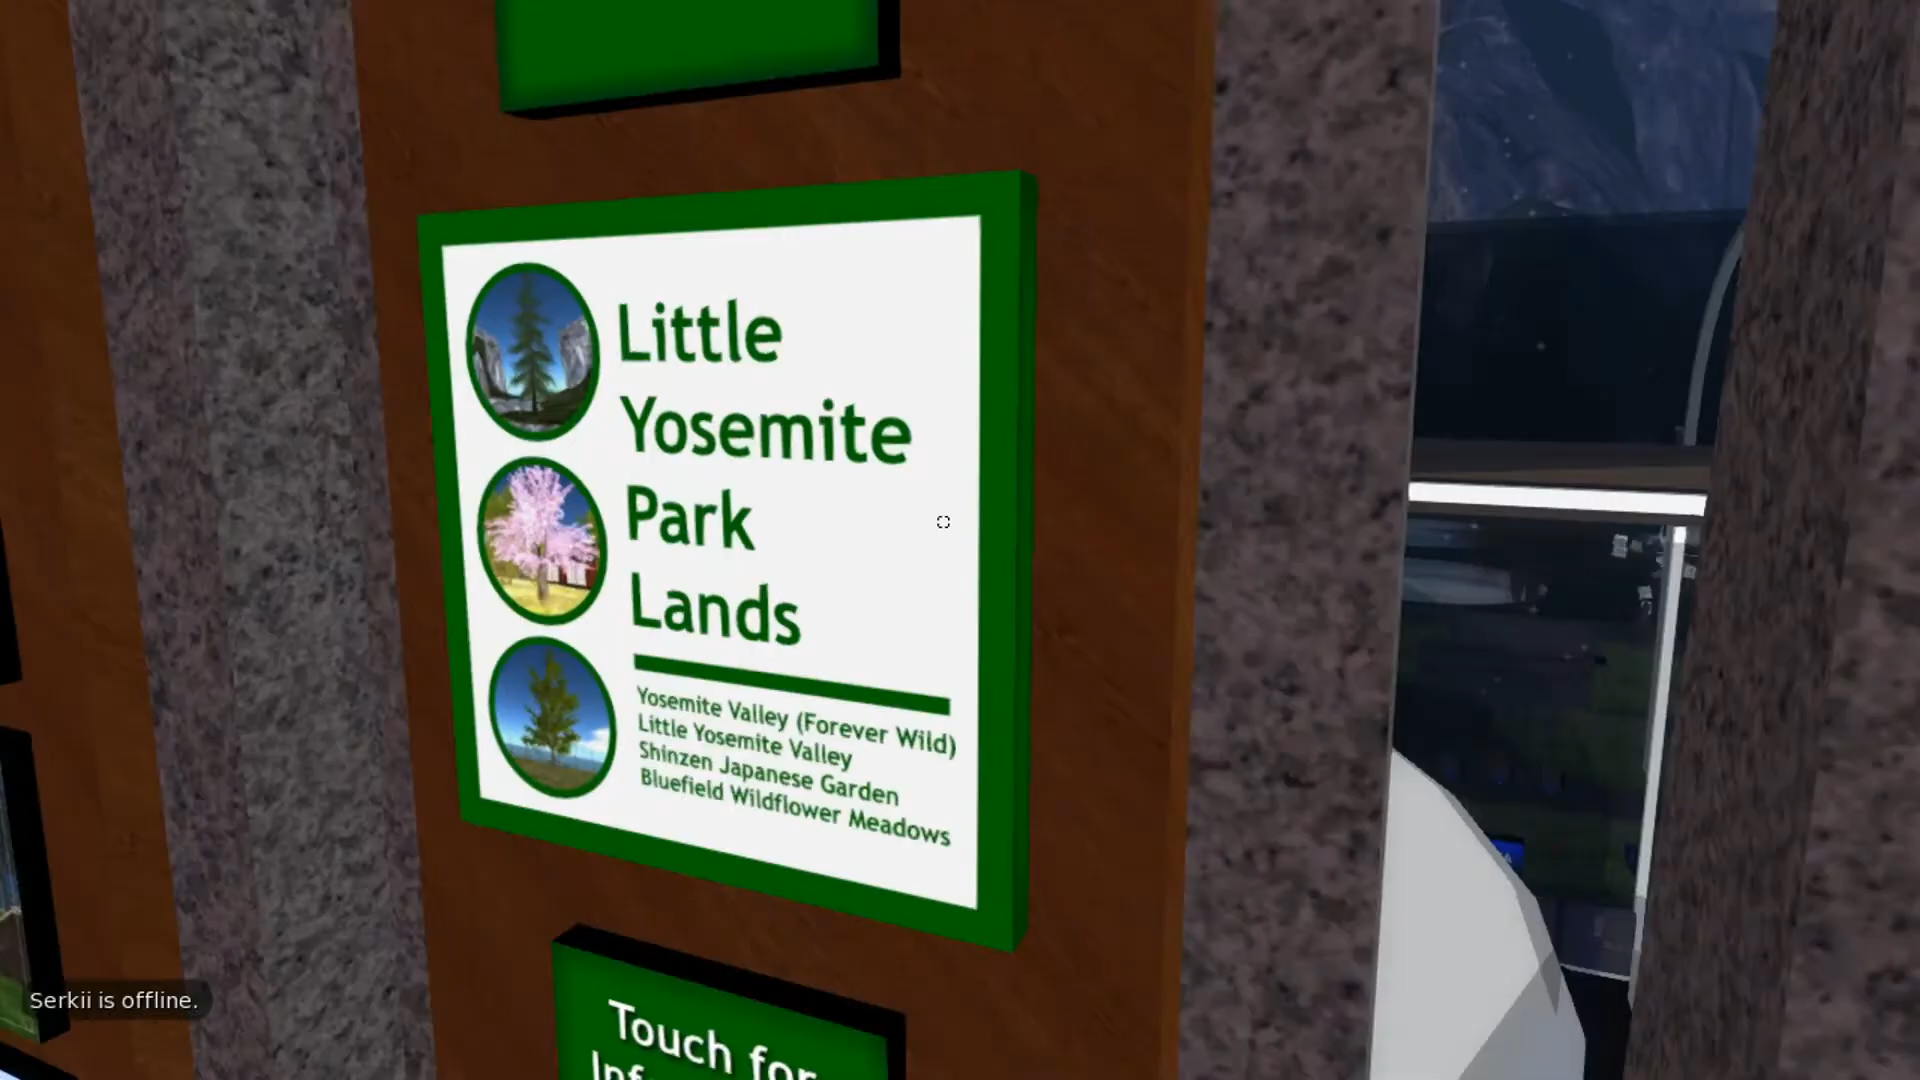 Little
Yosemite
Park
Lands
Yosemite Valley (Forever Wild)
Little Yosemite Valley
Shinzen Japanese Garden
Bluefield Wildflower Meadows
Serkii is offline.
Touch for